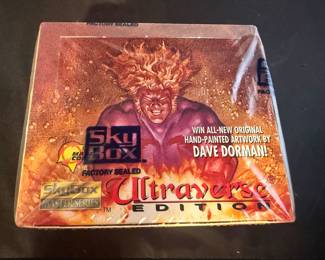 FACTORY SEALED
Sky
Box
FACTORY SEALED
WIN ALL-NEW ORIGINAL
HAND-PAINTED ARTWORK BY
DAVE DORMAN!
SkyBox
MASTER SERIES
Ultraverse
TM
EDITION